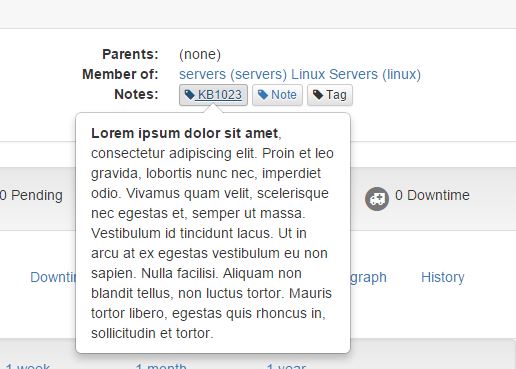 Parents: (none)
Member of: servers (servers) Linux Servers (linux)
Notes: KB1023 Note Tag
Lorem ipsum dolor sit amet,
consectetur adipiscing elit. Proin et leo
gravida, lobortis nunc nec, imperdiet
odio. Vivamus quam velit, scelerisque
nec egestas et, semper ut massa.
Vestibulum id tincidunt lacus. Ut in
arcu at ex egestas vestibulum eu non
sapien. Nulla facilisi. Aliquam non
blandit tellus, non luctus tortor. Mauris
tortor libero, egestas quis rhoncus in,
sollicitudin et tortor.
0 Pending 0 Downtime
History
1 week 1 month 1 year